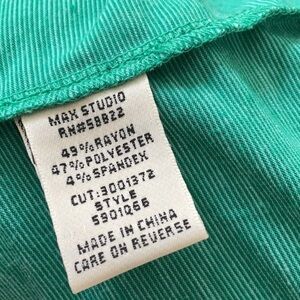 MAX STUDIO
RN#58822
49%RAYON
47%POLYESTER
4%SPANDEX
CUT:3001372
STYLE
5901Q66
MADE IN CHINA
CARE ON REVERSE